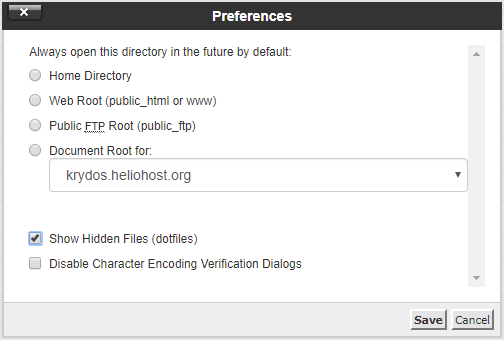 Preferences
Always open this directory in the future by default:
Home Directory
Web Root (public_html or www)
Public FTP Root (public_ftp)
Document Root for:
krydos.heliohost.org
Show Hidden Files (dotfiles)
Disable Character Encoding Verification Dialogs
Save Cancel